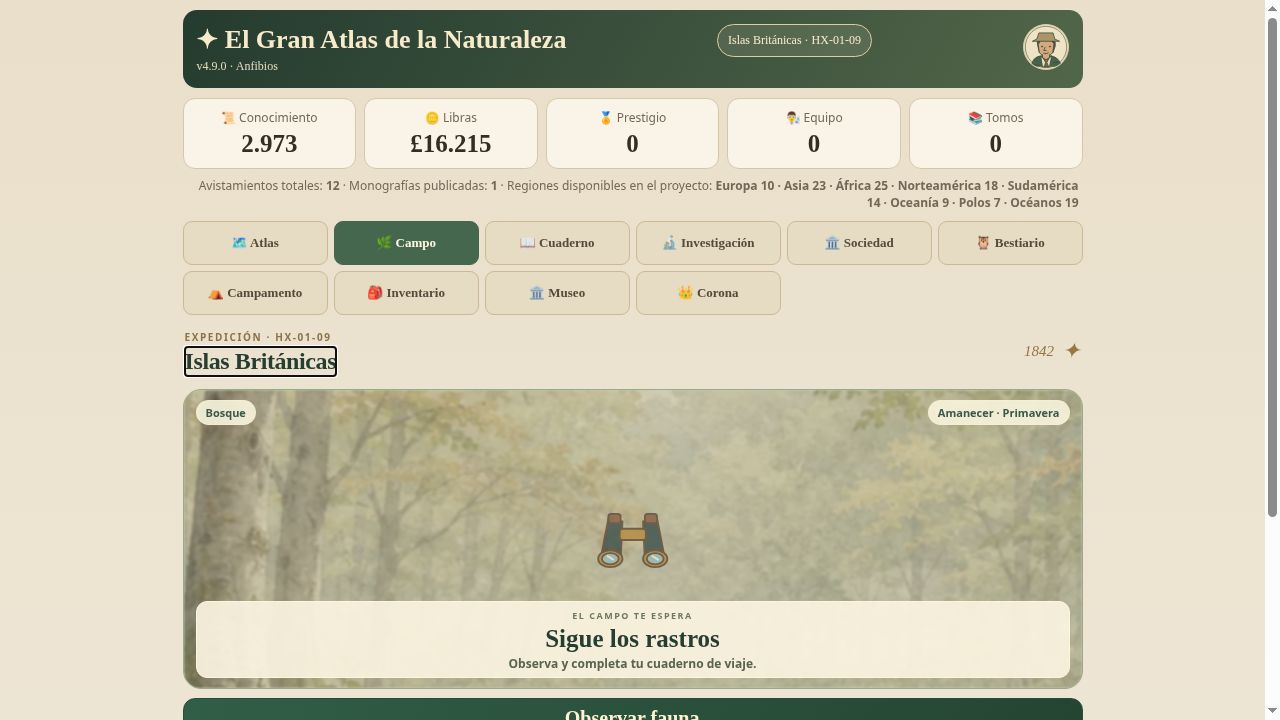 ✦ El Gran Atlas de la Naturaleza
v4.9.0 · Anfibios
Islas Británicas · HX-01-09
📜 Conocimiento
2.973
🪙 Libras
£16.215
🏅 Prestigio
0
👨‍🔬 Equipo
0
📚 Tomos
0
Avistamientos totales: 12 · Monografías publicadas: 1 · Regiones disponibles en el proyecto: Europa 10 · Asia 23 · África 25 · Norteamérica 18 · Sudamérica
14 · Oceanía 9 · Polos 7 · Océanos 19
🗺️ Atlas
🌿 Campo
📖 Cuaderno
🔬 Investigación
🏛️ Sociedad
🦉 Bestiario
⛺ Campamento
🎒 Inventario
🏛️ Museo
👑 Corona
EXPEDICIÓN · HX-01-09
Islas Británicas
1842 ✦
Bosque
Amanecer · Primavera
EL CAMPO TE ESPERA
Sigue los rastros
Observa y completa tu cuaderno de viaje.
Observar fauna